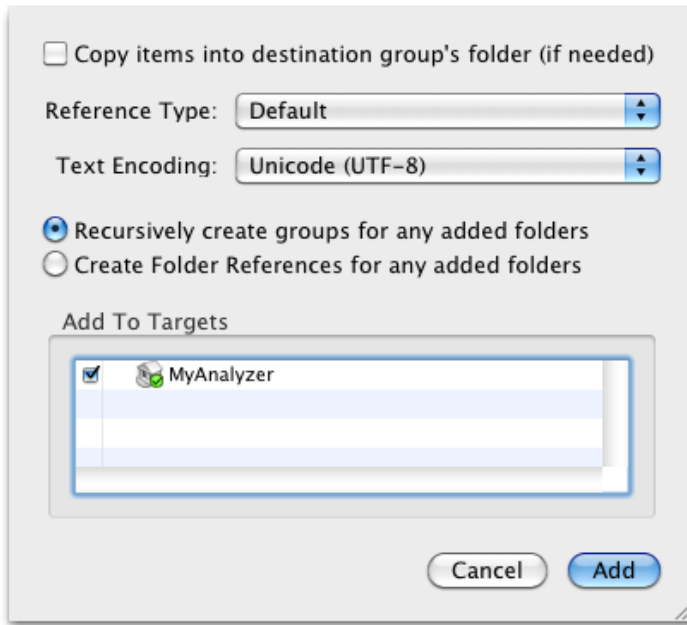 Copy items into destination group's folder (if needed)
Reference Type: Default
Text Encoding: Unicode (UTF-8)
Recursively create groups for any added folders
Create Folder References for any added folders
Add To Targets
MyAnalyzer
Cancel Add